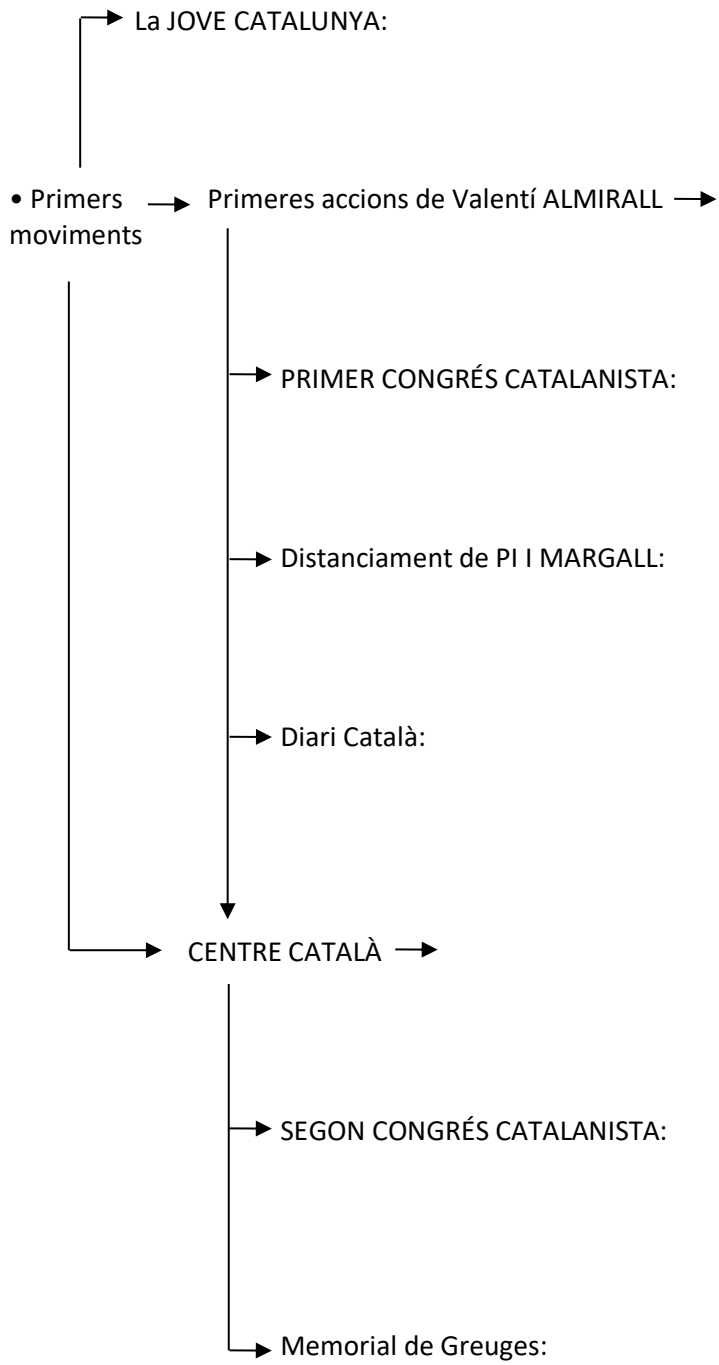 La JOVE CATALUNYA:
• Primers
moviments
Primeres accions de Valentí ALMIRALL
PRIMER CONGRÉS CATALANISTA:
Distanciament de PI I MARGALL:
Diari Català:
CENTRE CATALÀ
SEGON CONGRÉS CATALANISTA:
Memorial de Greuges: